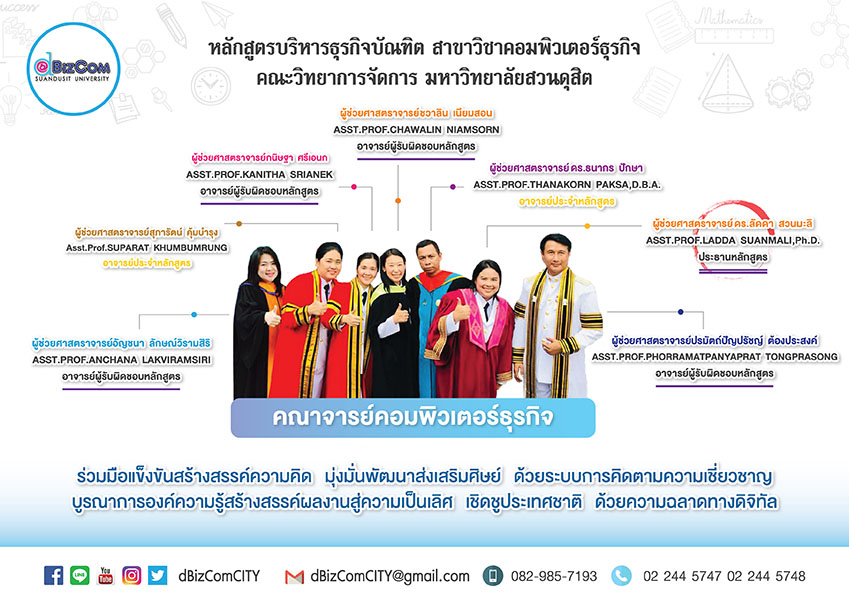 dBizCom
SUANDUSIT UNIVERSITY
หลักสูตรบริหารธุรกิจบัณฑิต สาขาวิชาคอมพิวเตอร์ธุรกิจ
คณะวิทยาการจัดการ มหาวิทยาลัยสวนดุสิต
Mathematics
ผู้ช่วยศาสตราจารย์ชวาลิน เนียมสอน
ASST.PROF.CHAWALIN NIAMSORN
อาจารย์ผู้รับผิดชอบหลักสูตร
ผู้ช่วยศาสตราจารย์กนิษฐา ศรีเอนก
ASST.PROF.KANITHA SRIANEK
อาจารย์ผู้รับผิดชอบหลักสูตร
ผู้ช่วยศาสตราจารย์ ดร.ธนากร ปักษา
ASST.PROF.THANAKORN PAKSA,D.B.A.
อาจารย์ประจำหลักสูตร
ผู้ช่วยศาสตราจารย์สุภารัตน์ คุ้มบำรุง
Asst.Prof.SUPARAT KHUMBUMRUNG
อาจารย์ประจำหลักสูตร
ผู้ช่วยศาสตราจารย์ ดร.ลัดดา สวนมะลิ
ASST.PROF.LADDA SUANMALI,Ph.D.
ประธานหลักสูตร
ผู้ช่วยศาสตราจารย์อัญชนา ลักษณ์วิรามสิริ
ASST.PROF.ANCHANA LAKVIRAMSIRI
อาจารย์ผู้รับผิดชอบหลักสูตร
ผู้ช่วยศาสตราจารย์ปรมัตถ์ปัญปรัชญ์ ต้องประสงค์
ASST.PROF.PHORRAMATPANYAPRAT TONGPRASONG
อาจารย์ผู้รับผิดชอบหลักสูตร
คณาจารย์คอมพิวเตอร์ธุรกิจ
ร่วมมือแข็งขันสร้างสรรค์ความคิด มุ่งมั่นพัฒนาส่งเสริมศิษย์ ด้วยระบบการคิดตามความเชี่ยวชาญ
บูรณาการองค์ความรู้สร้างสรรค์ผลงานสู่ความเป็นเลิศ เชิดชูประเทศชาติ ด้วยความฉลาดทางดิจิทัล
dBizComCITY dBizComCITY@gmail.com 082-985-7193 02 244 5747 02 244 5748